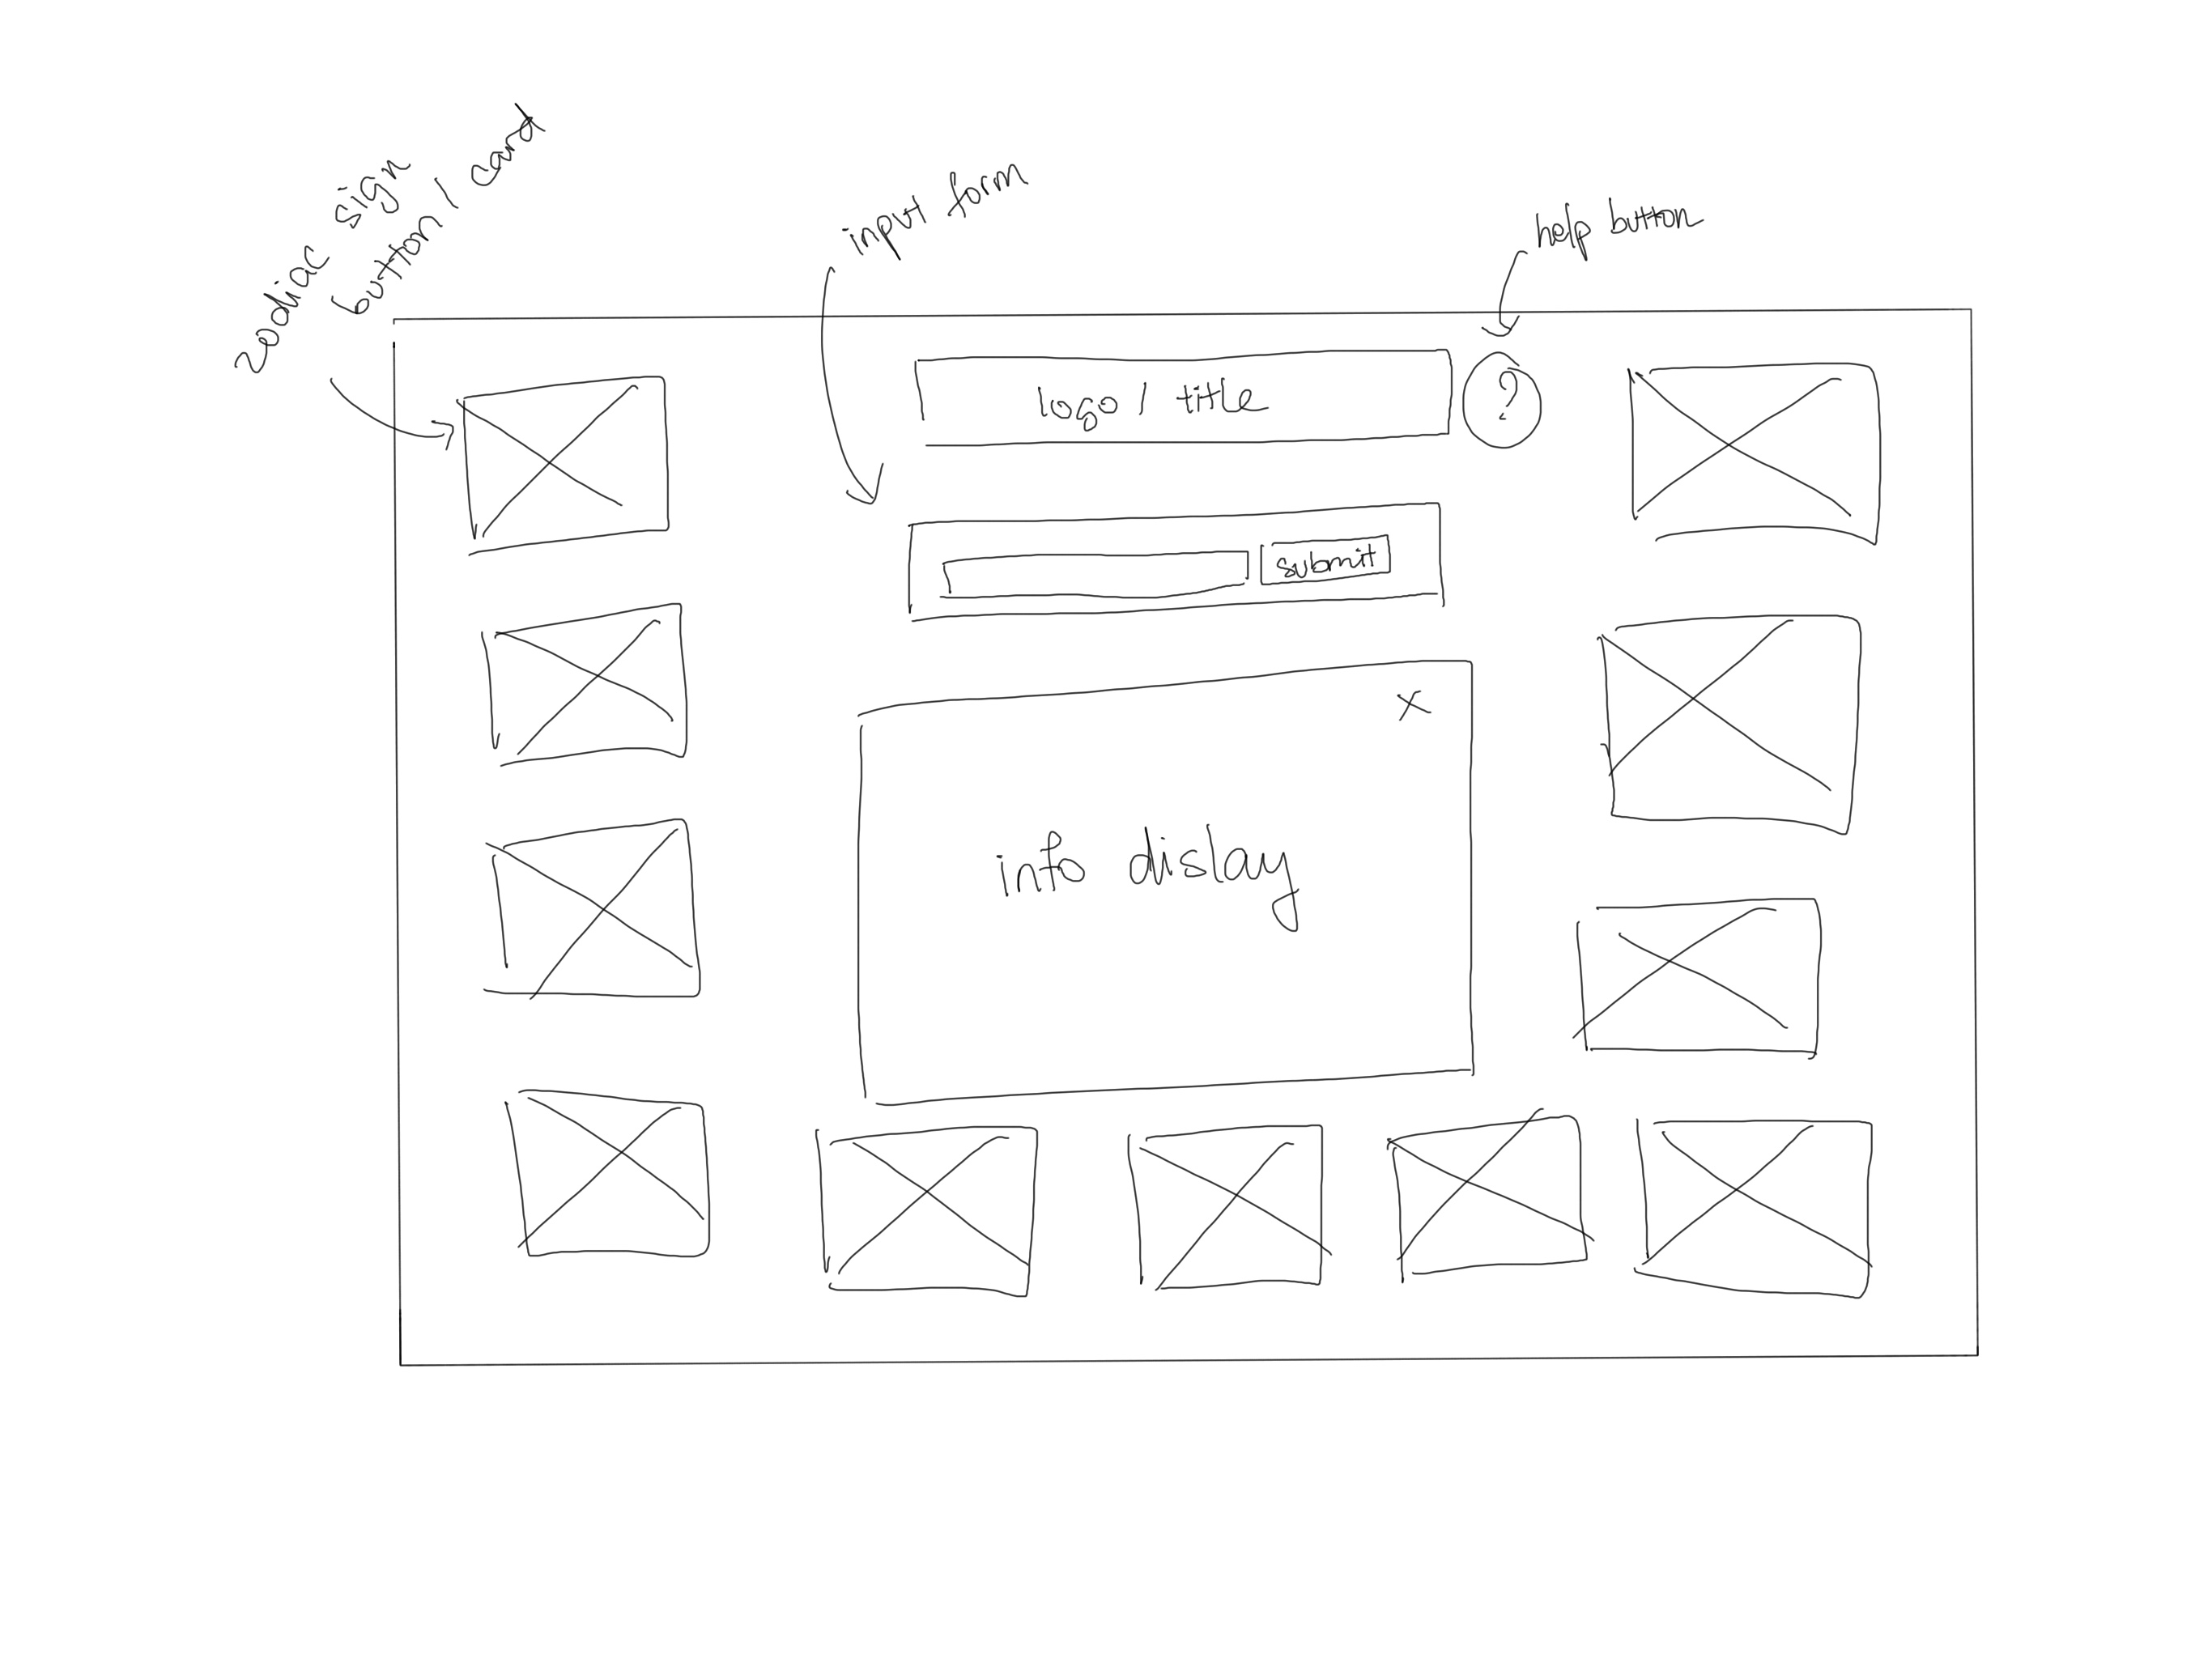 zodiac sign
button / card
input form
help button
logo / title
?
submit
X
info dislay